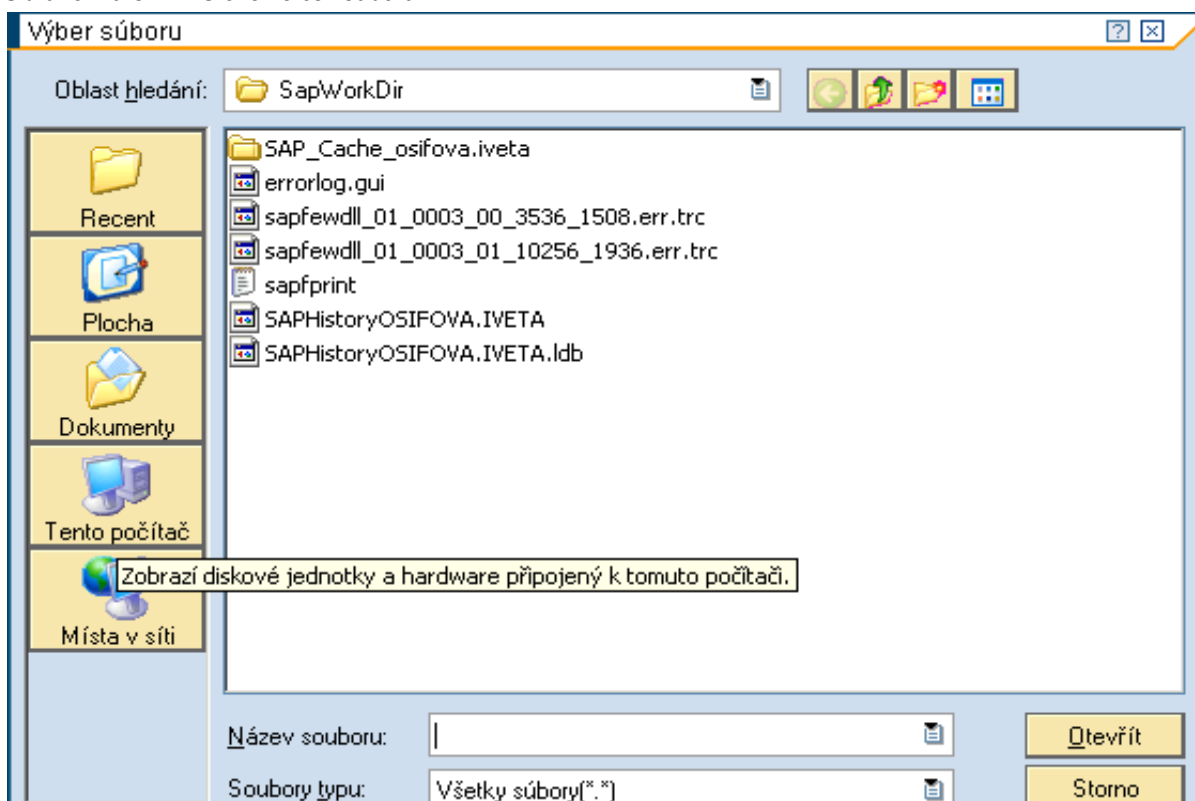 Výber súboru
Oblast hledání: SapWorkDir
SAP_Cache_osifova.iveta
errorlog.gui
Recent
sapfewdll_01_0003_00_3536_1508.err.trc
sapfewdll_01_0003_01_10256_1936.err.trc
sapfprint
Plocha
SAPHistoryOSIFOVA.IVETA
SAPHistoryOSIFOVA.IVETA.ldb
Dokumenty
Tento počítač
Zobrazí diskové jednotky a hardware připojený k tomuto počítači.
Místa v síti
Název souboru:
Otevřít
Soubory typu: Všetky súbory(*.*)
Storno